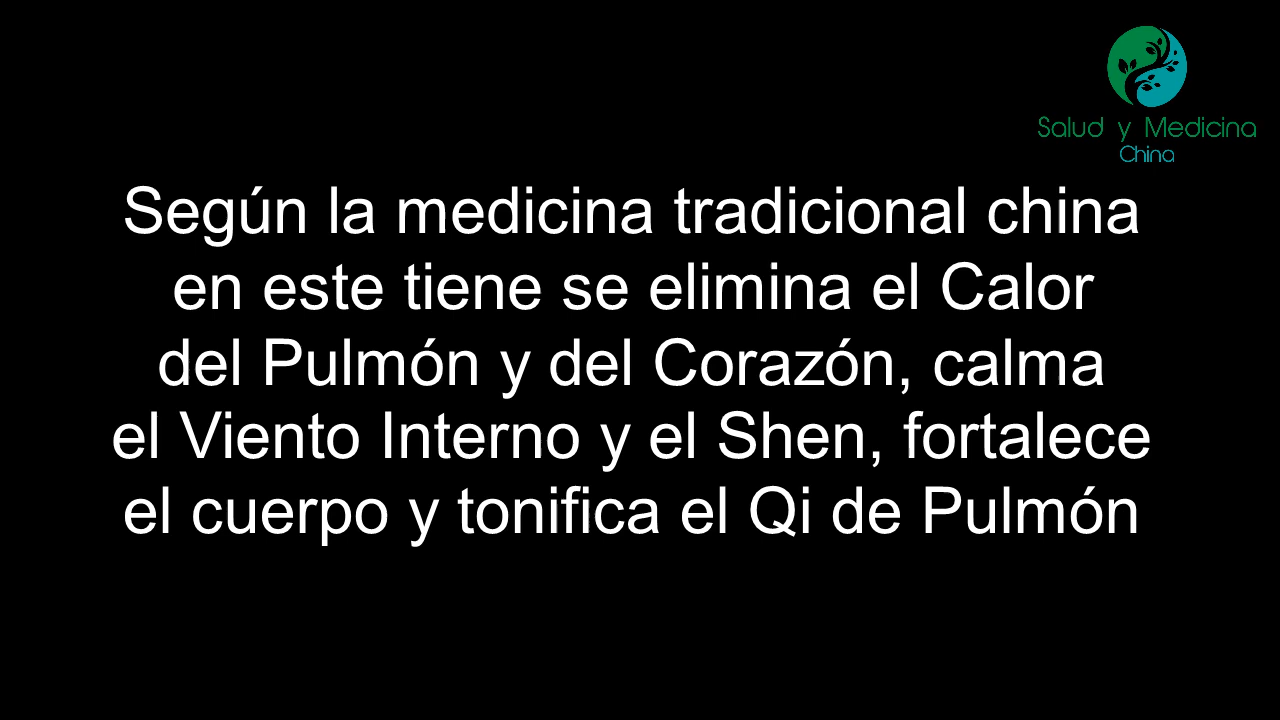 Salud y Medicina
China
Según la medicina tradicional china
en este tiene se elimina el Calor
del Pulmón y del Corazón, calma
el Viento Interno y el Shen, fortalece
el cuerpo y tonifica el Qi de Pulmón